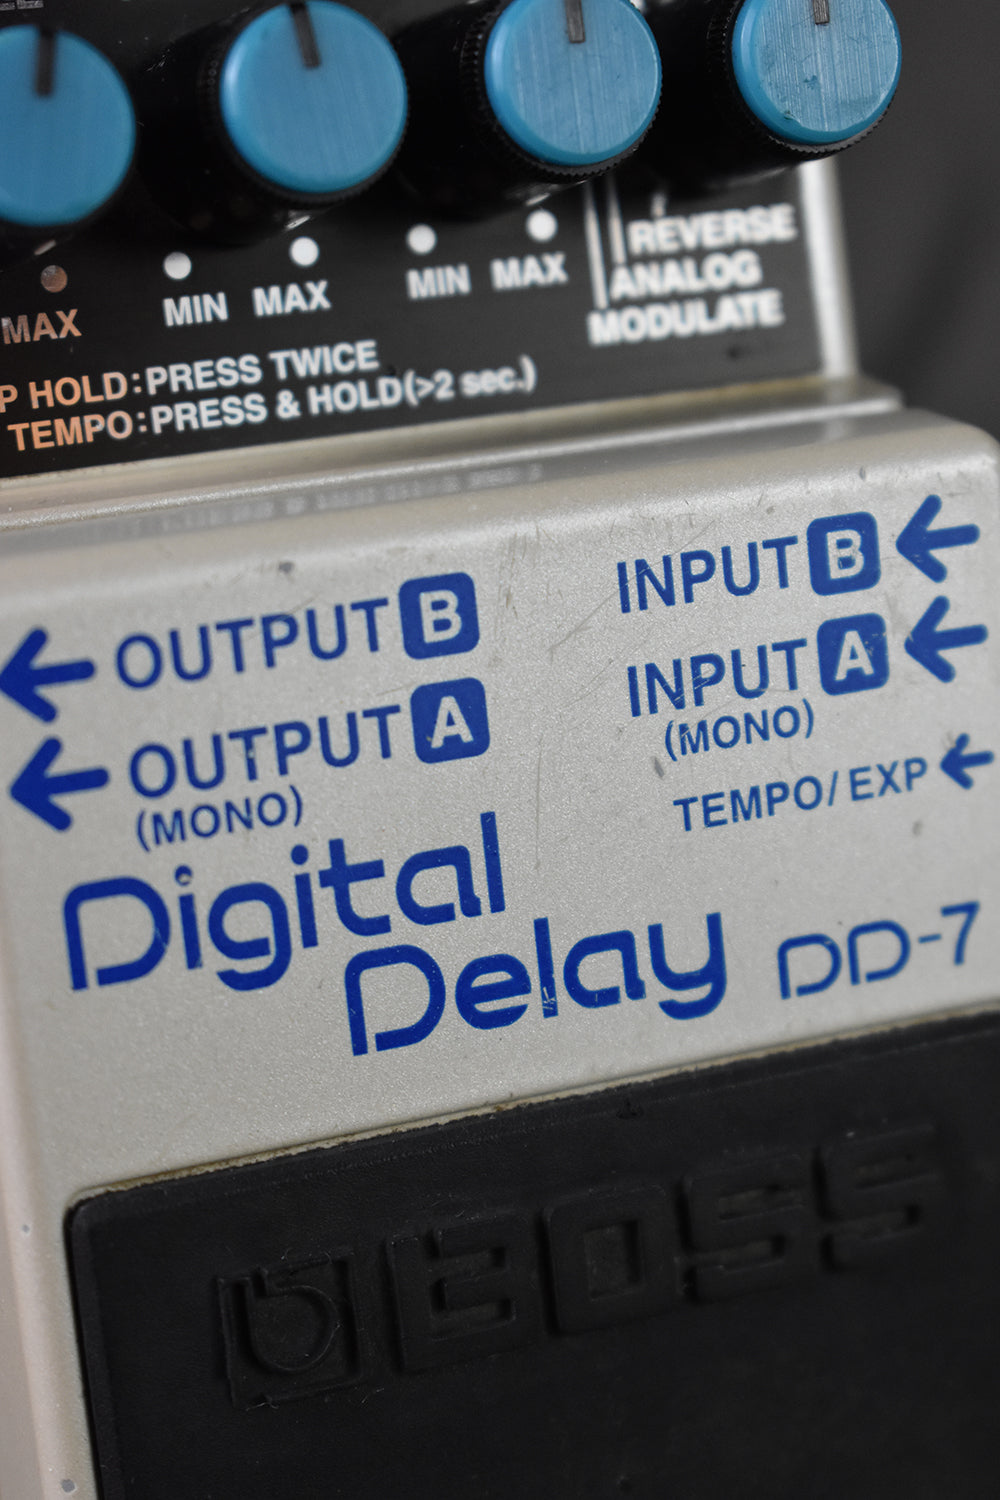 REVERSE
ANALOG
MODULATE
MAX MIN MAX MIN MAX
P HOLD:PRESS TWICE
TEMPO:PRESS & HOLD(>2 sec.)
OUTPUT B
OUTPUT A
(MONO)
INPUT B
INPUT A
(MONO)
TEMPO/EXP
Digital
Delay DD-7
BOSS